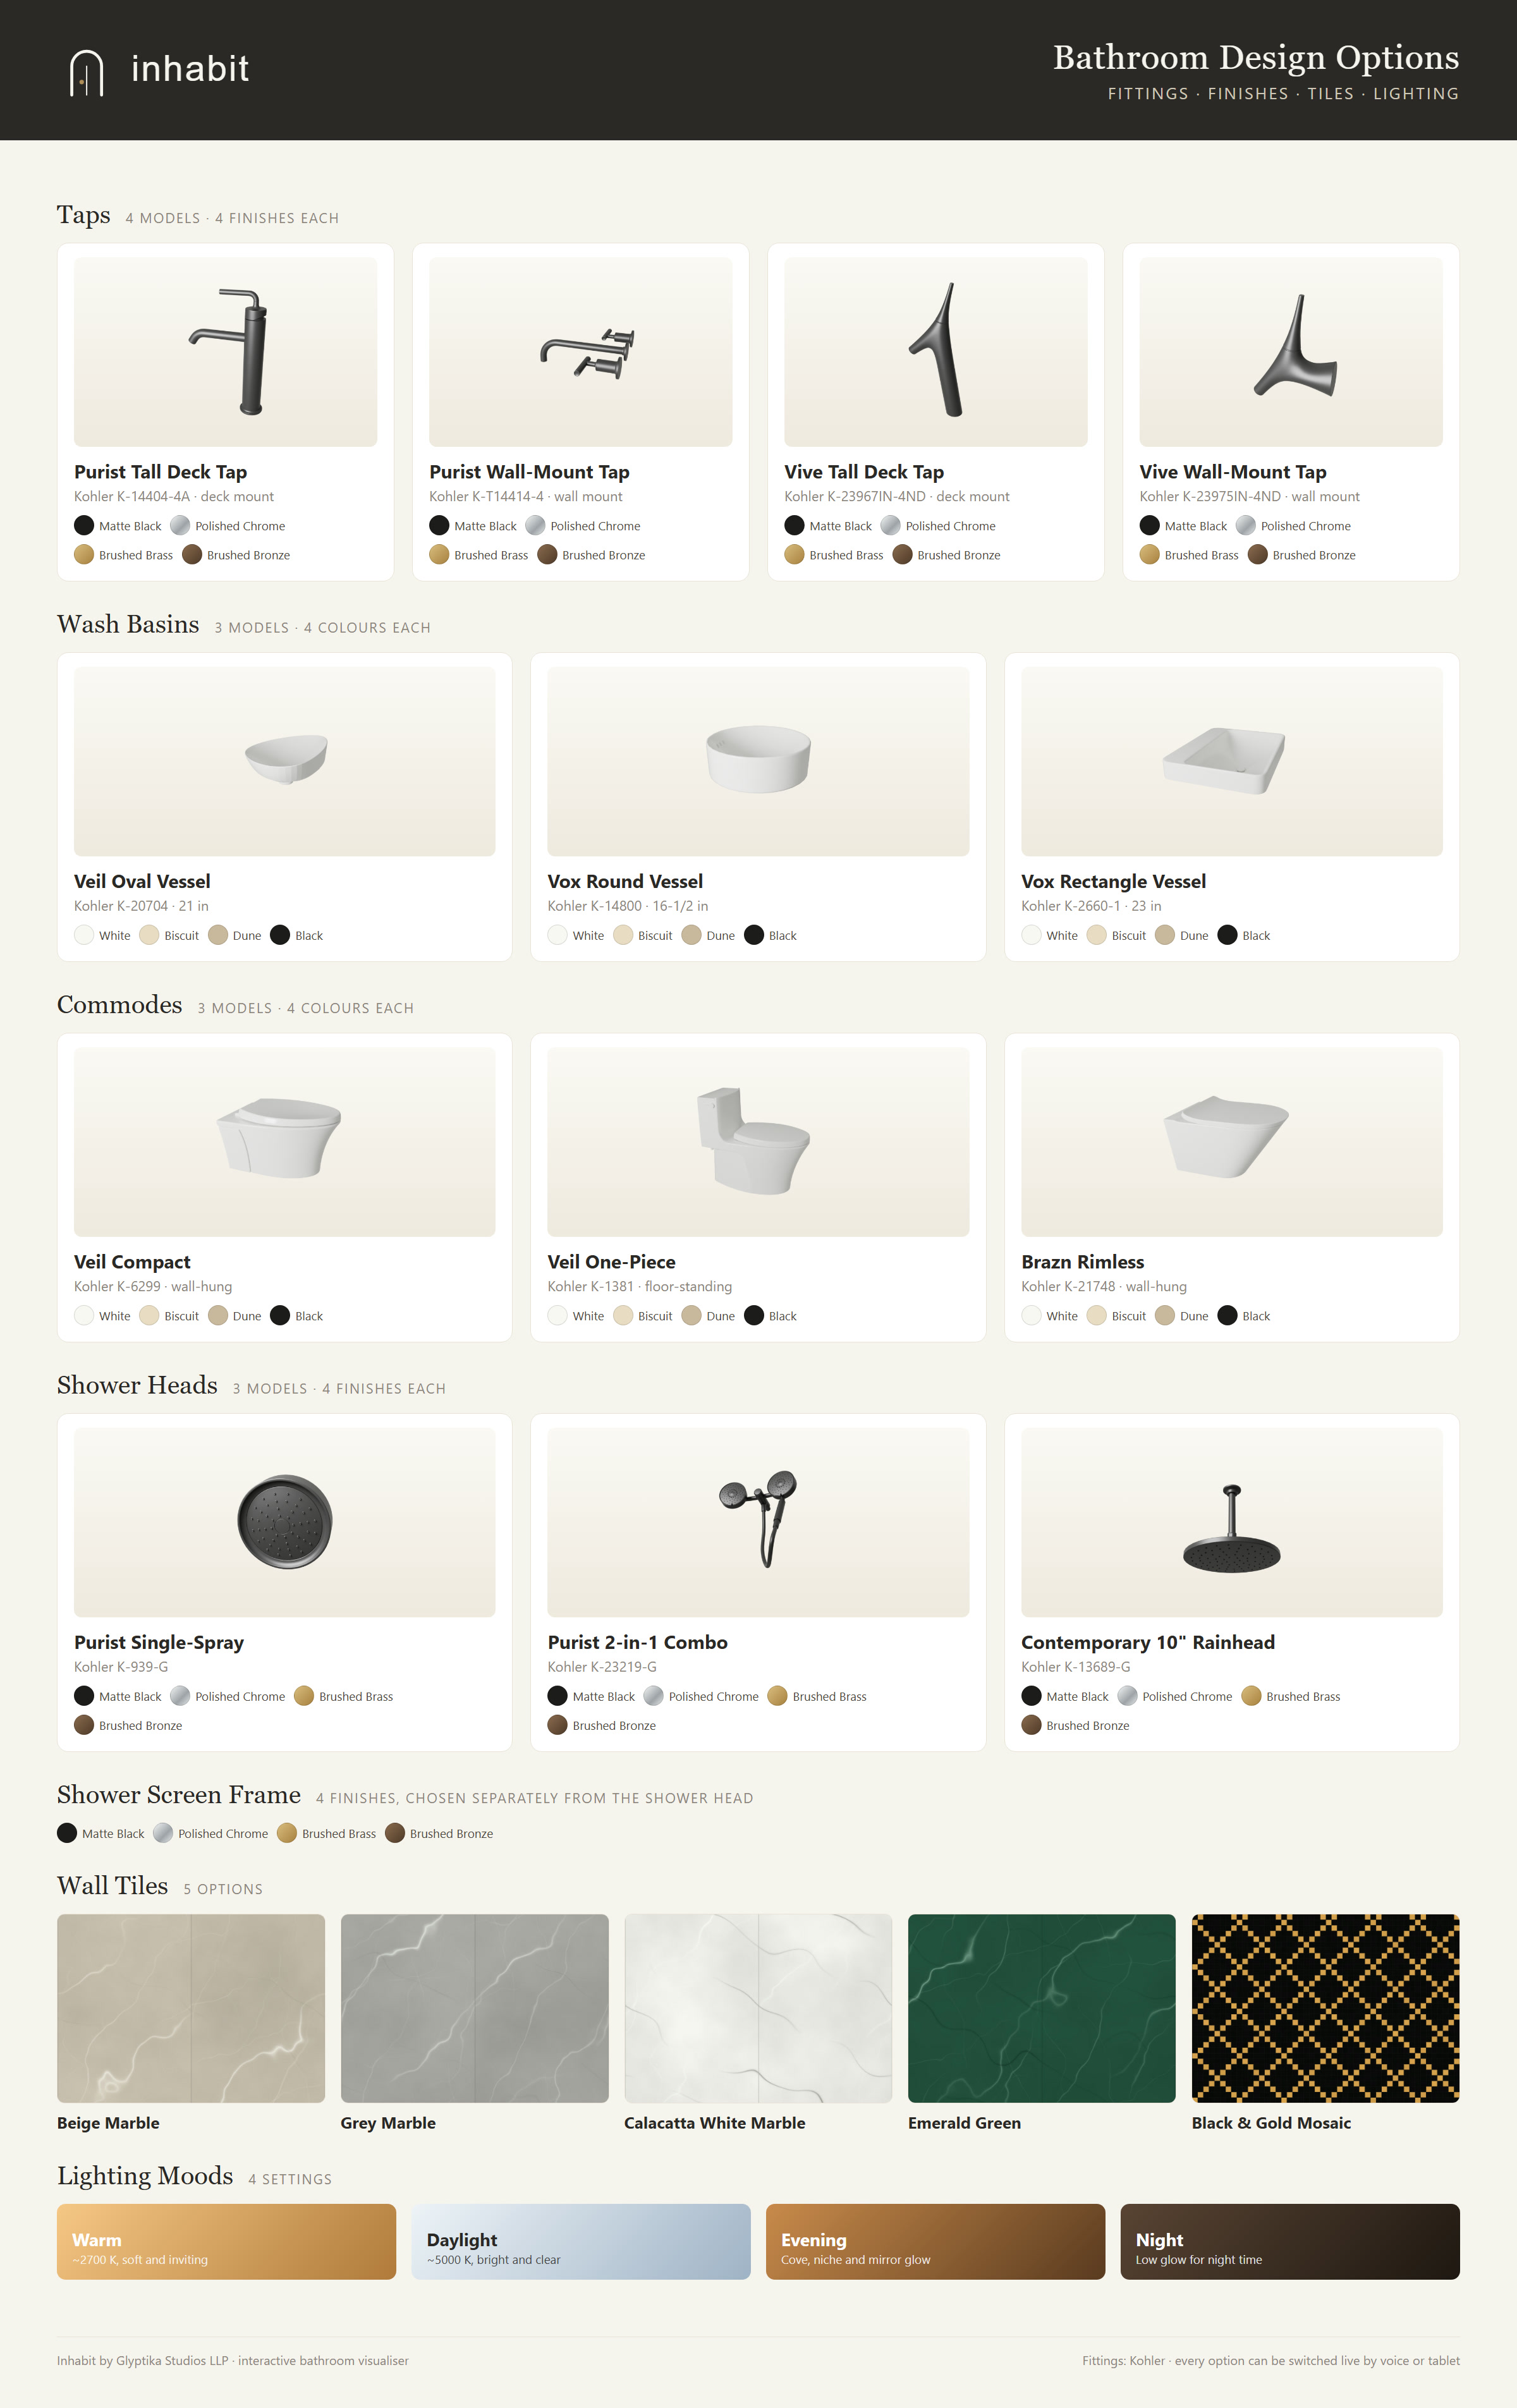 inhabit
Bathroom Design Options
FITTINGS · FINISHES · TILES · LIGHTING
Taps 4 MODELS · 4 FINISHES EACH
Purist Tall Deck Tap
Kohler K-14404-4A · deck mount
Matte Black Polished Chrome
Brushed Brass Brushed Bronze
Purist Wall-Mount Tap
Kohler K-T14414-4 · wall mount
Matte Black Polished Chrome
Brushed Brass Brushed Bronze
Vive Tall Deck Tap
Kohler K-23967IN-4ND · deck mount
Matte Black Polished Chrome
Brushed Brass Brushed Bronze
Vive Wall-Mount Tap
Kohler K-23975IN-4ND · wall mount
Matte Black Polished Chrome
Brushed Brass Brushed Bronze
Wash Basins 3 MODELS · 4 COLOURS EACH
Veil Oval Vessel
Kohler K-20704 · 21 in
White Biscuit Dune Black
Vox Round Vessel
Kohler K-14800 · 16-1/2 in
White Biscuit Dune Black
Vox Rectangle Vessel
Kohler K-2660-1 · 23 in
White Biscuit Dune Black
Commodes 3 MODELS · 4 COLOURS EACH
Veil Compact
Kohler K-6299 · wall-hung
White Biscuit Dune Black
Veil One-Piece
Kohler K-1381 · floor-standing
White Biscuit Dune Black
Brazn Rimless
Kohler K-21748 · wall-hung
White Biscuit Dune Black
Shower Heads 3 MODELS · 4 FINISHES EACH
Purist Single-Spray
Kohler K-939-G
Matte Black Polished Chrome Brushed Brass
Brushed Bronze
Purist 2-in-1 Combo
Kohler K-23219-G
Matte Black Polished Chrome Brushed Brass
Brushed Bronze
Contemporary 10" Rainhead
Kohler K-13689-G
Matte Black Polished Chrome Brushed Brass
Brushed Bronze
Shower Screen Frame 4 FINISHES, CHOSEN SEPARATELY FROM THE SHOWER HEAD
Matte Black Polished Chrome Brushed Brass Brushed Bronze
Wall Tiles 5 OPTIONS
Beige Marble
Grey Marble
Calacatta White Marble
Emerald Green
Black & Gold Mosaic
Lighting Moods 4 SETTINGS
Warm
~2700 K, soft and inviting
Daylight
~5000 K, bright and clear
Evening
Cove, niche and mirror glow
Night
Low glow for night time
Inhabit by Glyptika Studios LLP · interactive bathroom visualiser
Fittings: Kohler · every option can be switched live by voice or tablet